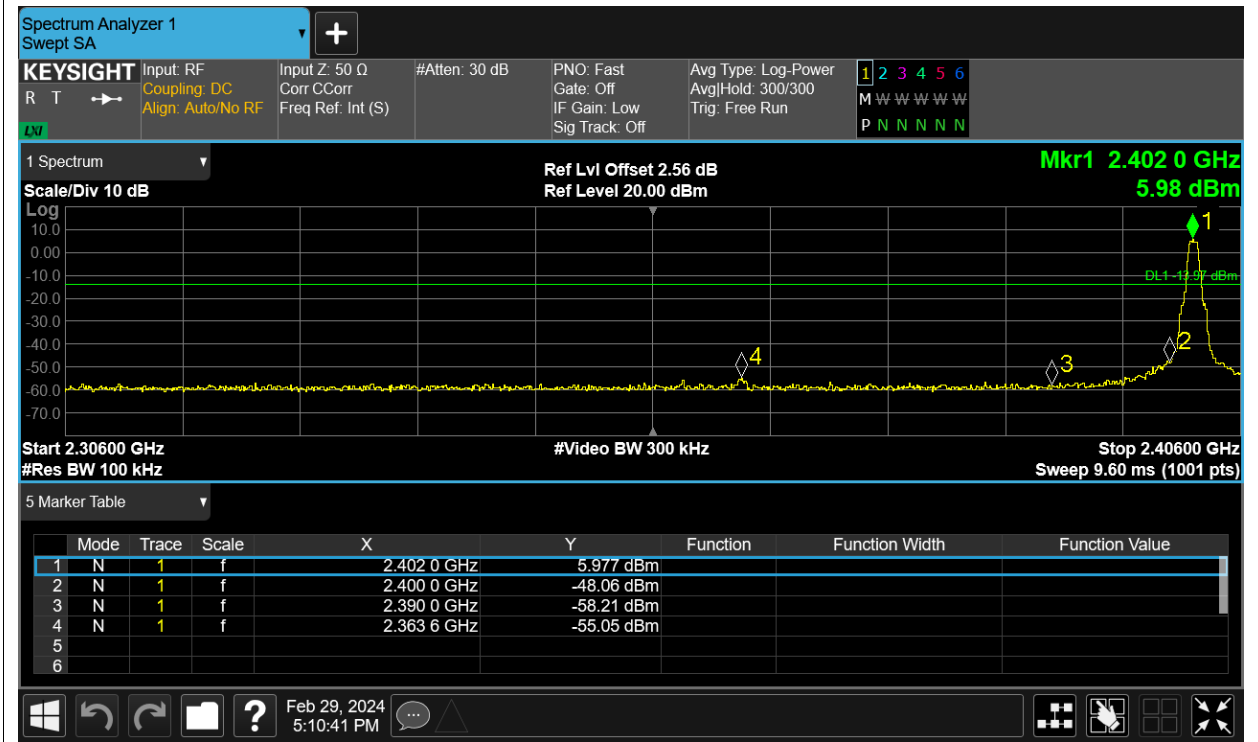 Spectrum Analyzer 1
Swept SA
+
KEYSIGHT Input: RF Input Z: 50 Ω #Atten: 30 dB PNO: Fast Avg Type: Log-Power 1 2 3 4 5 6
R T Coupling: DC Corr CCorr Gate: Off Avg|Hold: 300/300 M W W W W W
Align: Auto/No RF Freq Ref: Int (S) IF Gain: Low Trig: Free Run
LXI Sig Track: Off P N N N N N
1 Spectrum Ref Lvl Offset 2.56 dB Mkr1 2.402 0 GHz
Scale/Div 10 dB Ref Level 20.00 dBm 5.98 dBm
Log
1
10.0
0.00
-10.0 DL1 -13.97 dBm
-20.0
-30.0
-40.0 2
-50.0 4 3
-60.0
-70.0
Start 2.30600 GHz #Video BW 300 kHz Stop 2.40600 GHz
#Res BW 100 kHz Sweep 9.60 ms (1001 pts)
5 Marker Table
Mode Trace Scale X Y Function Function Width Function Value
1 N 1 f 2.402 0 GHz 5.977 dBm
2 N 1 f 2.400 0 GHz -48.06 dBm
3 N 1 f 2.390 0 GHz -58.21 dBm
4 N 1 f 2.363 6 GHz -55.05 dBm
5
6
? Feb 29, 2024
5:10:41 PM